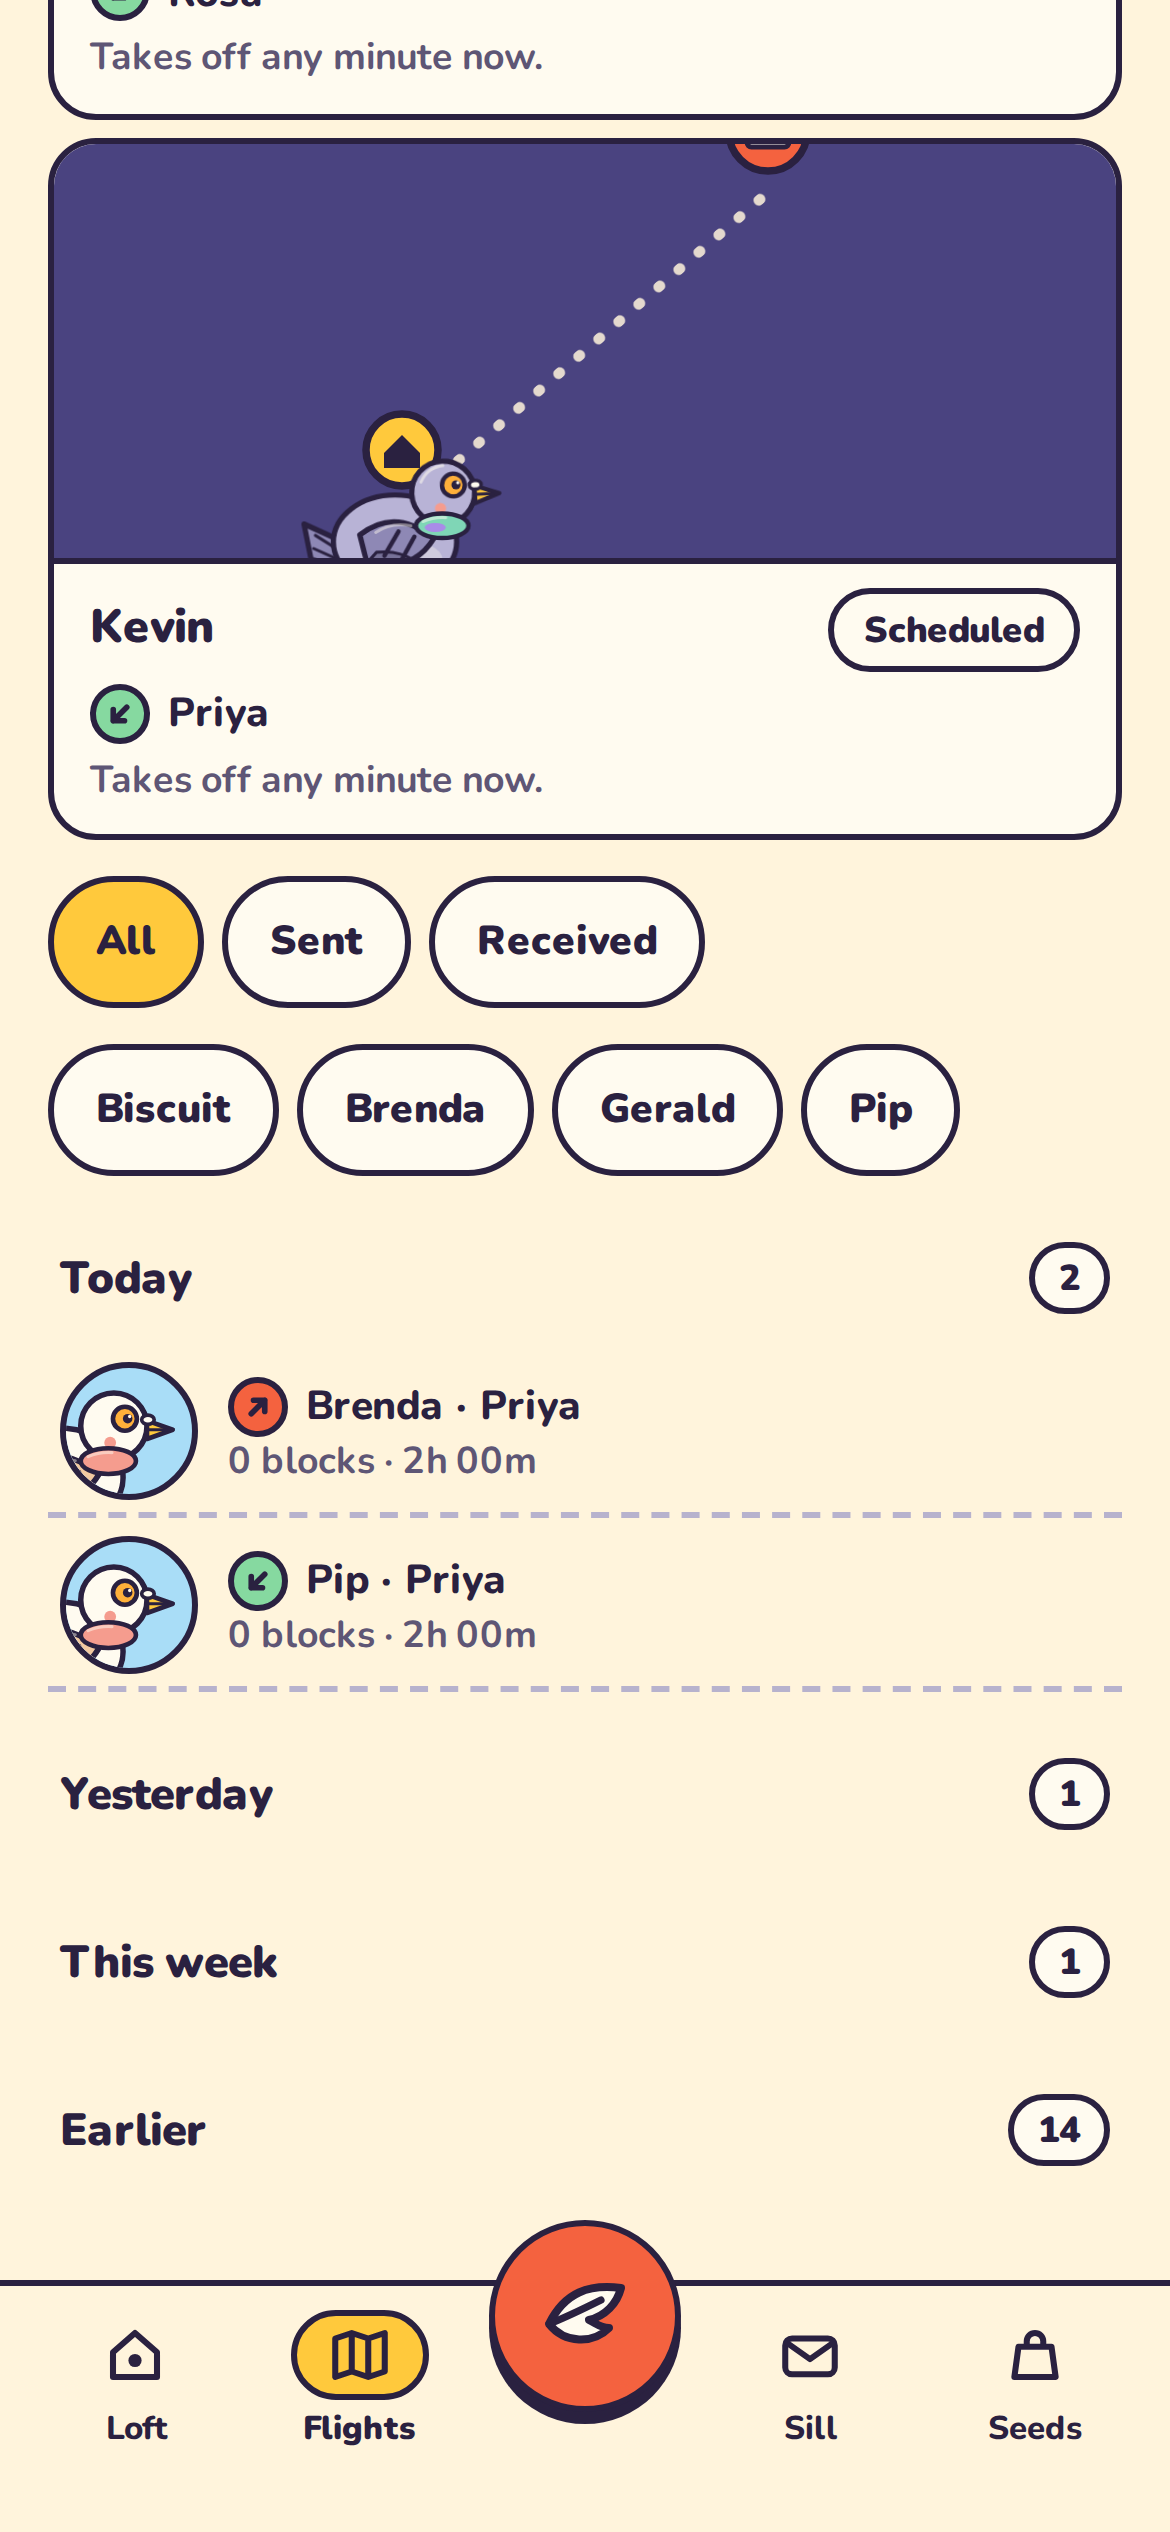 Rosa
Takes off any minute now.
Kevin
Scheduled
Priya
Takes off any minute now.
All
Sent
Received
Biscuit
Brenda
Gerald
Pip
Today
2
Brenda · Priya
0 blocks · 2h 00m
Pip · Priya
0 blocks · 2h 00m
Yesterday
1
This week
1
Earlier
14
Loft
Flights
Sill
Seeds